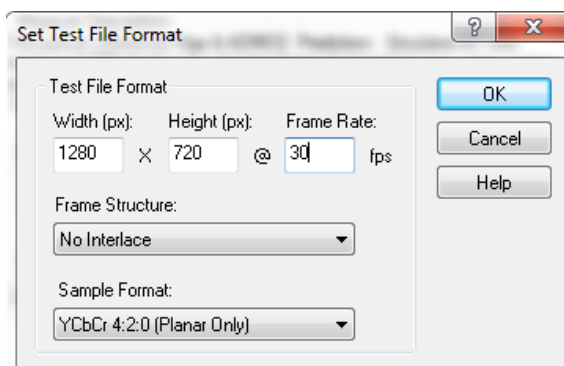 Set Test File Format
? X
Test File Format
Width (px): Height (px): Frame Rate:
1280 X 720 @ 30 fps
Frame Structure:
No Interlace
Sample Format:
YCbCr 4:2:0 (Planar Only)
OK
Cancel
Help